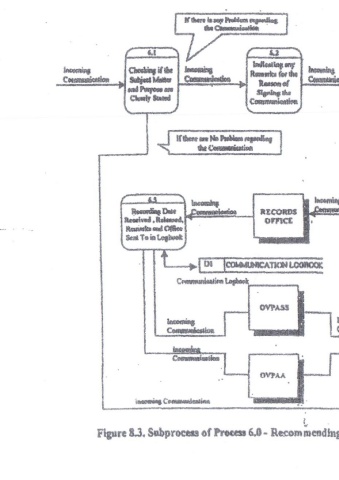 If there is any Problem regarding
the Communication
6.1
Checking if the
Subject Matter
and Purpose are
Clearly Stated
6.2
Indicating any
Remarks for the
Reason of
Signing the
Communication
Incoming
Communication
Incoming
Communication
Incoming
If there are No Problem regarding
the Communication
6.3
Recording Date
Received , Released,
Remarks and Office
Sent To in Logbook
Incoming
Communication
RECORDS
OFFICE
Incoming
D1 COMMUNICATION LOGBOOK
Communication Logbook
OVPASS
Incoming
Communication
Incoming
Communication
OVPAA
Incoming Communication
Figure 8.3. Subprocess of Process 6.0 - Recommending